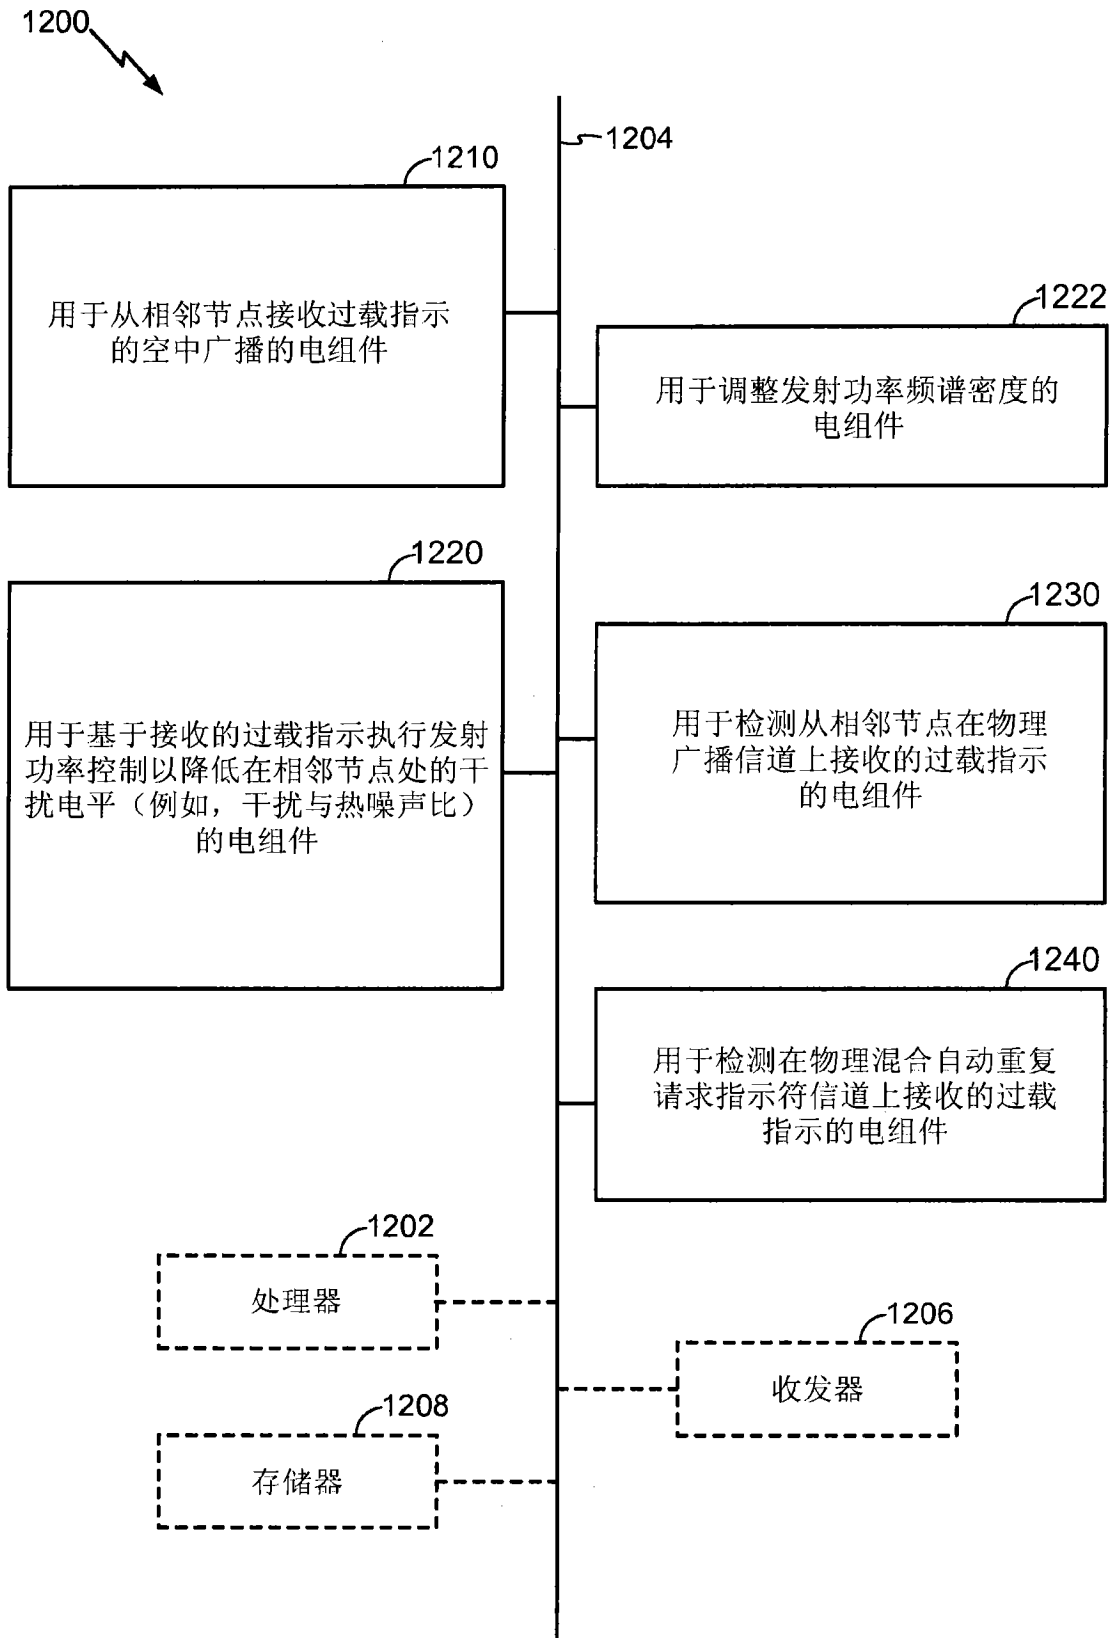 1200
1204
1210
用于从相邻节点接收过载指示
的空中广播的电组件
1222
用于调整发射功率频谱密度的
电组件
1220
用于基于接收的过载指示执行发射
功率控制以降低在相邻节点处的干
扰电平（例如，干扰与热噪声比）
的电组件
1230
用于检测从相邻节点在物理
广播信道上接收的过载指示
的电组件
1240
用于检测在物理混合自动重复
请求指示符信道上接收的过载
指示的电组件
1202
处理器
1206
收发器
1208
存储器